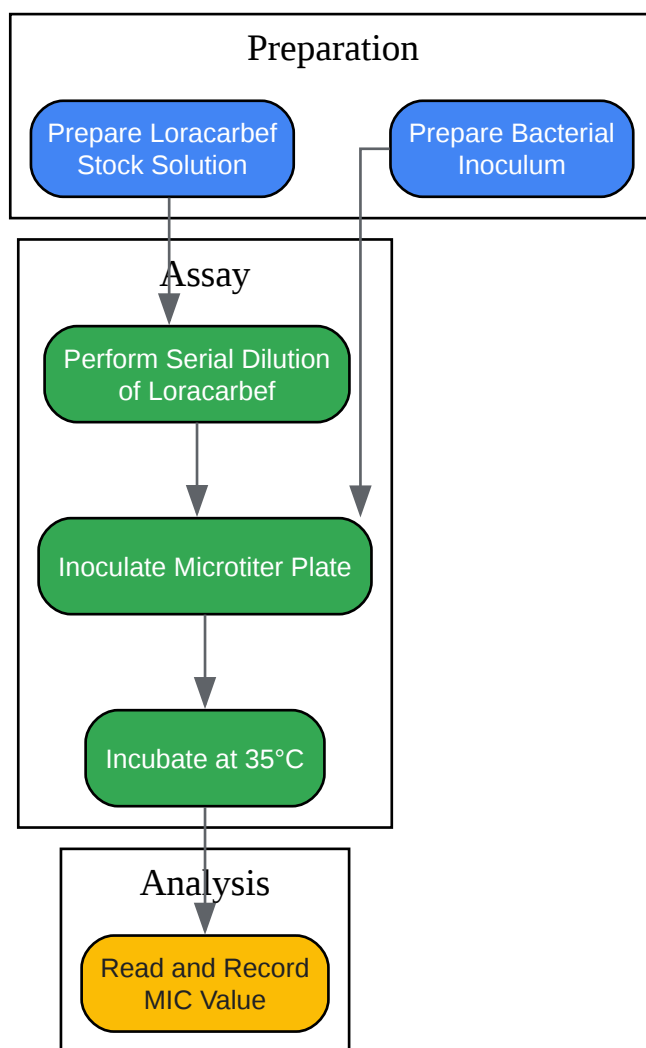 Preparation
Prepare Loracarbef
Stock Solution
Prepare Bacterial
Inoculum
Assay
Perform Serial Dilution
of Loracarbef
Inoculate Microtiter Plate
Incubate at 35°C
Analysis
Read and Record
MIC Value